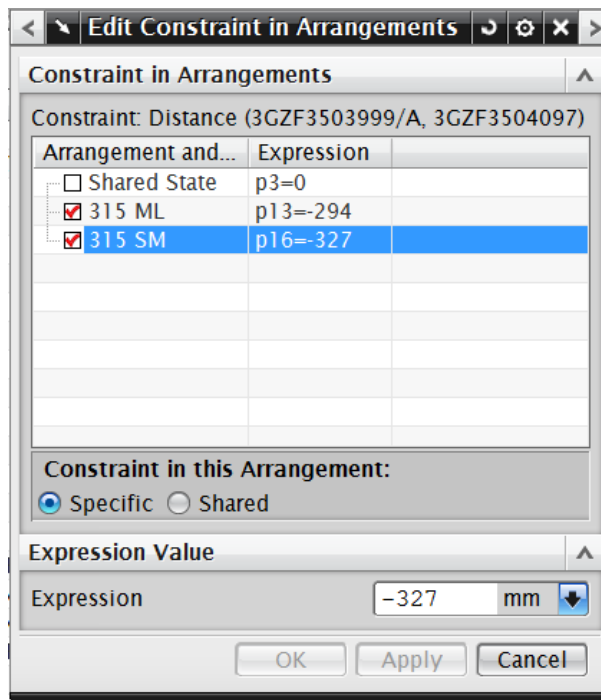 Edit Constraint in Arrangements
Constraint in Arrangements
Constraint: Distance (3GZF3503999/A, 3GZF3504097)
Arrangement and... Expression
Shared State p3=0
315 ML p13=-294
315 SM p16=-327
Constraint in this Arrangement:
Specific Shared
Expression Value
Expression -327 mm
OK Apply Cancel